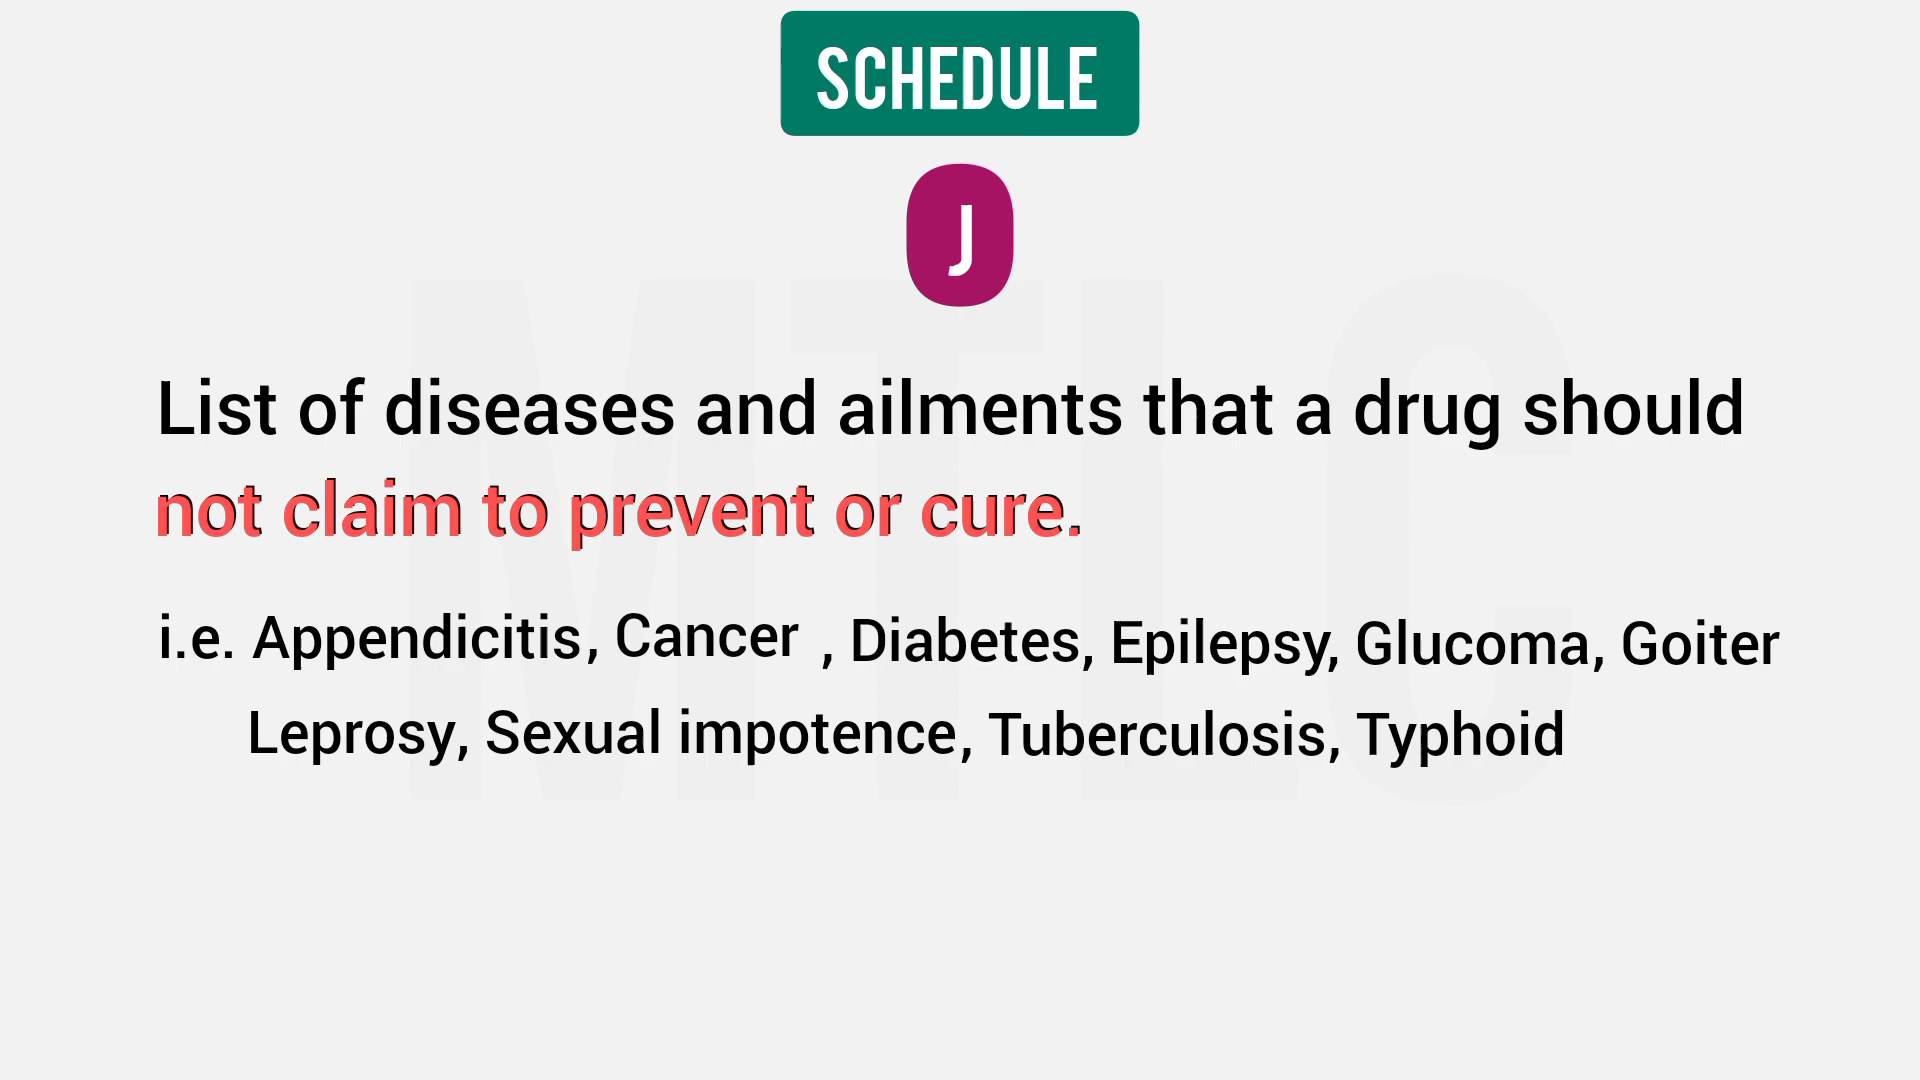 SCHEDULE
J
MTLC
List of diseases and ailments that a drug should
not claim to prevent or cure.
i.e. Appendicitis, Cancer , Diabetes, Epilepsy, Glucoma, Goiter
Leprosy, Sexual impotence, Tuberculosis, Typhoid